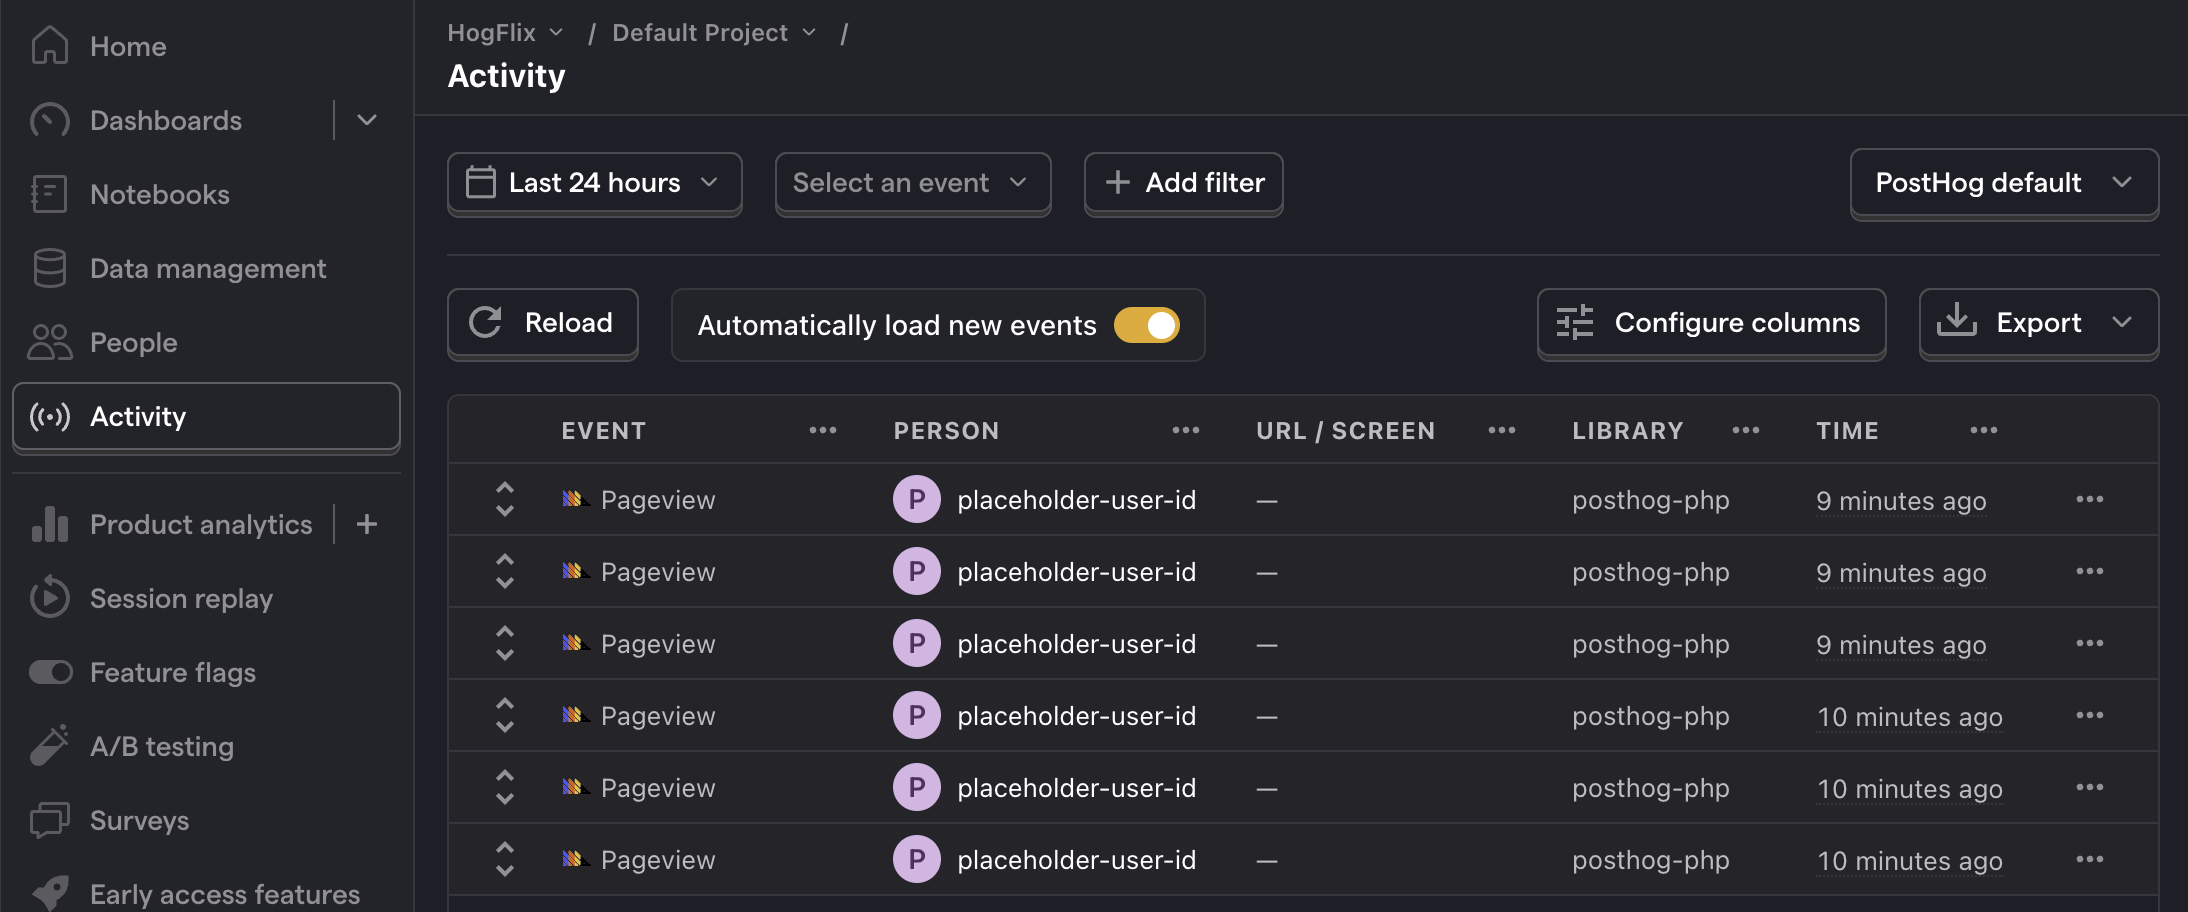 Home
Dashboards
Notebooks
Data management
People
Activity
Product analytics
Session replay
Feature flags
A/B testing
Surveys
Early access features
HogFlix / Default Project /
Activity
Last 24 hours Select an event + Add filter PostHog default
Reload Automatically load new events Configure columns Export
EVENT PERSON URL / SCREEN LIBRARY TIME
Pageview P placeholder-user-id — posthog-php 9 minutes ago
Pageview P placeholder-user-id — posthog-php 9 minutes ago
Pageview P placeholder-user-id — posthog-php 9 minutes ago
Pageview P placeholder-user-id — posthog-php 10 minutes ago
Pageview P placeholder-user-id — posthog-php 10 minutes ago
Pageview P placeholder-user-id — posthog-php 10 minutes ago